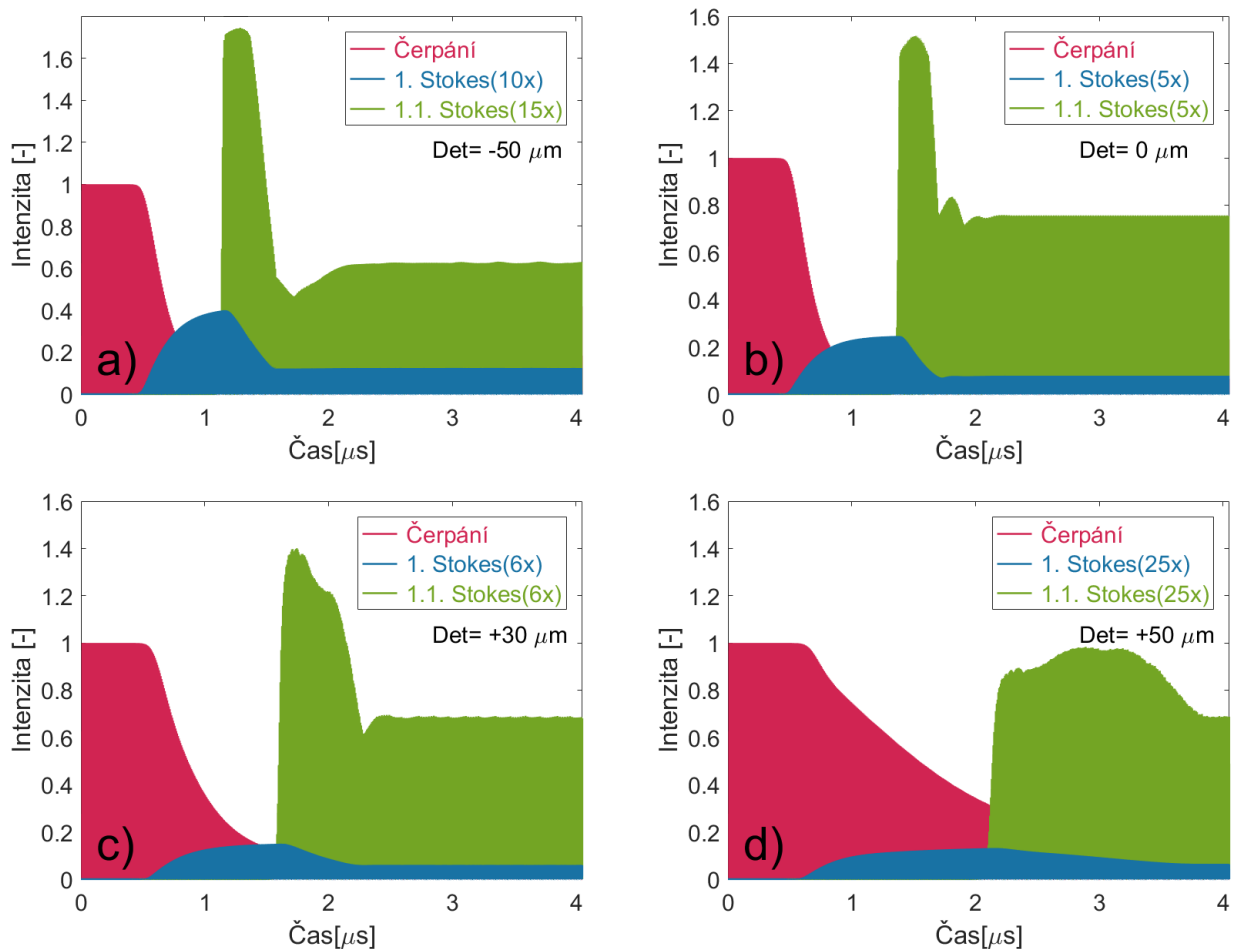 1.6
1.4
1.2
1
0.8
0.6
0.4
0.2
0
Intenzita [-]
Čerpání
1. Stokes(10x)
1.1. Stokes(15x)
Det= -50 μm
a)
0 1 2 3 4
Čas[μs]
1.6
1.4
1.2
1
0.8
0.6
0.4
0.2
0
Intenzita [-]
Čerpání
1. Stokes(5x)
1.1. Stokes(5x)
Det= 0 μm
b)
0 1 2 3 4
Čas[μs]
1.6
1.4
1.2
1
0.8
0.6
0.4
0.2
0
Intenzita [-]
Čerpání
1. Stokes(6x)
1.1. Stokes(6x)
Det= +30 μm
c)
0 1 2 3 4
Čas[μs]
1.6
1.4
1.2
1
0.8
0.6
0.4
0.2
0
Intenzita [-]
Čerpání
1. Stokes(25x)
1.1. Stokes(25x)
Det= +50 μm
d)
0 1 2 3 4
Čas[μs]